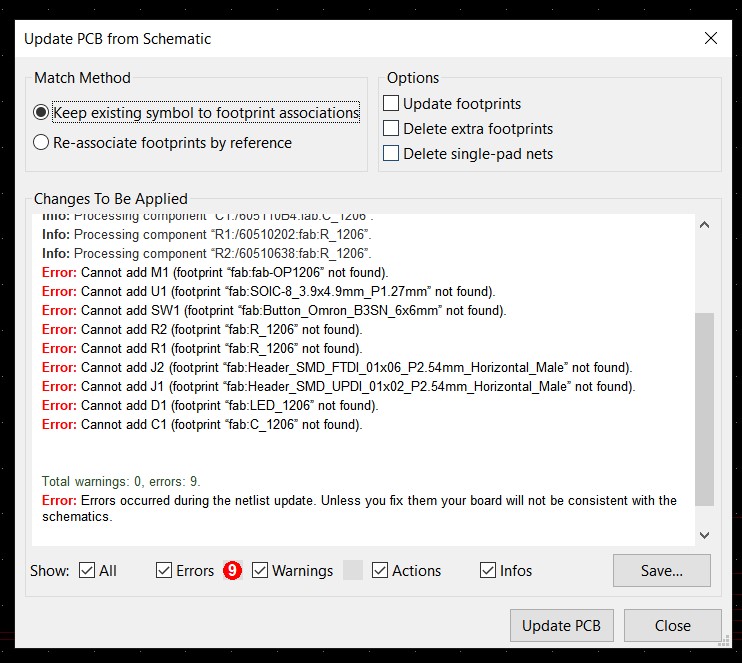 Update PCB from Schematic
Match Method
Keep existing symbol to footprint associations
Re-associate footprints by reference
Options
Update footprints
Delete extra footprints
Delete single-pad nets
Changes To Be Applied
Info: Processing component “C1:/605110B4:fab:C_1206”.
Info: Processing component “R1:/60510202:fab:R_1206”.
Info: Processing component “R2:/60510638:fab:R_1206”.
Error: Cannot add M1 (footprint “fab:fab-OP1206” not found).
Error: Cannot add U1 (footprint “fab:SOIC-8_3.9x4.9mm_P1.27mm” not found).
Error: Cannot add SW1 (footprint “fab:Button_Omron_B3SN_6x6mm” not found).
Error: Cannot add R2 (footprint “fab:R_1206” not found).
Error: Cannot add R1 (footprint “fab:R_1206” not found).
Error: Cannot add J2 (footprint “fab:Header_SMD_FTDI_01x06_P2.54mm_Horizontal_Male” not found).
Error: Cannot add J1 (footprint “fab:Header_SMD_UPDI_01x02_P2.54mm_Horizontal_Male” not found).
Error: Cannot add D1 (footprint “fab:LED_1206” not found).
Error: Cannot add C1 (footprint “fab:C_1206” not found).
Total warnings: 0, errors: 9.
Error: Errors occurred during the netlist update. Unless you fix them your board will not be consistent with the
schematics.
Show: All Errors 9 Warnings Actions Infos Save...
Update PCB Close